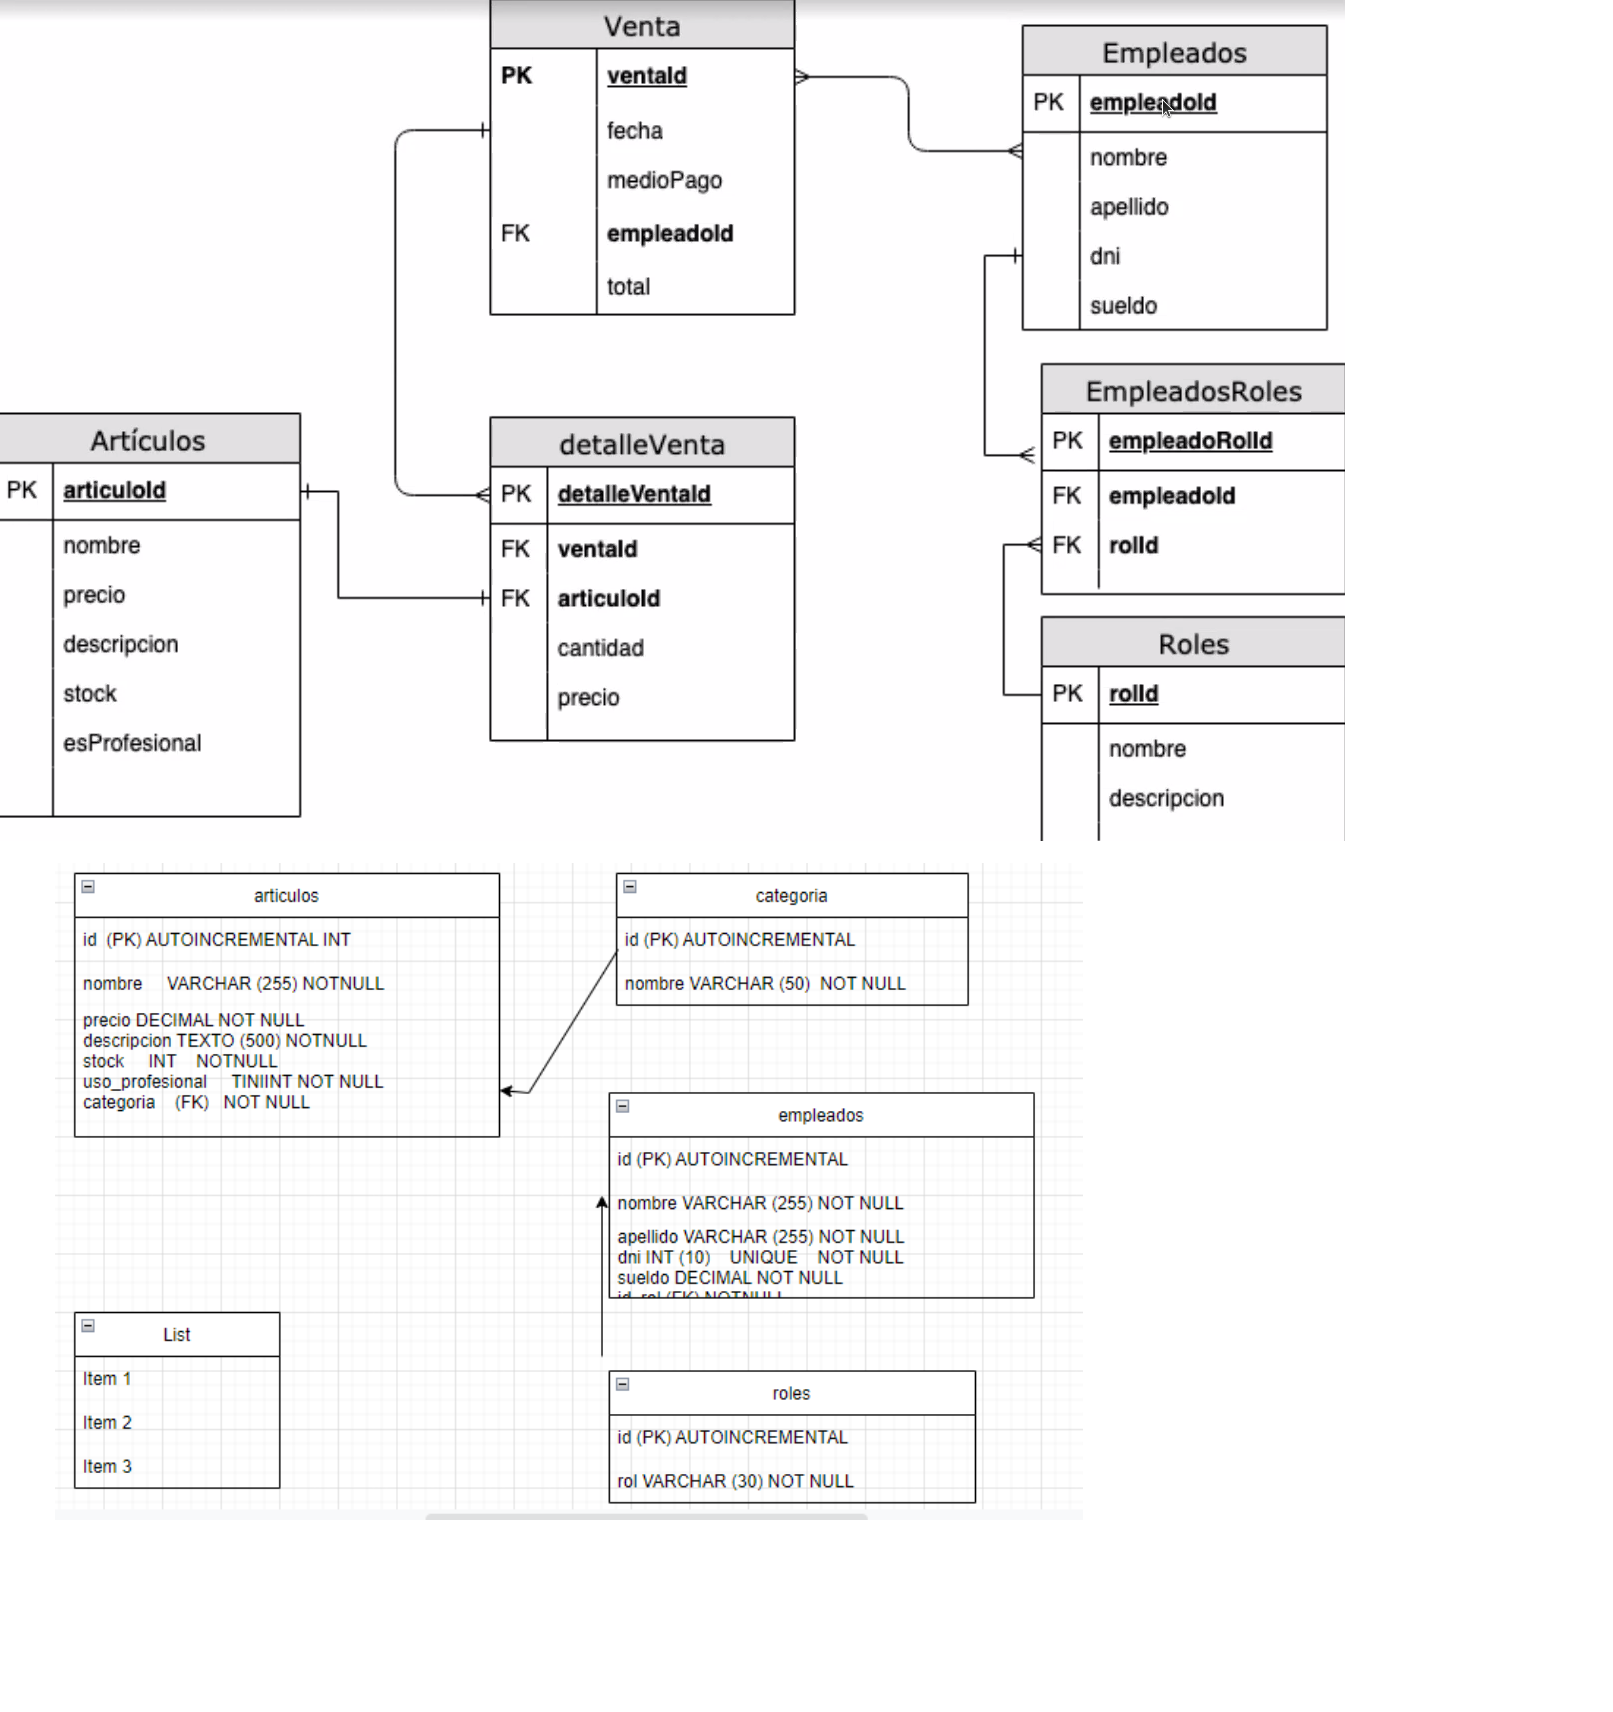 Venta
PK ventaId
fecha
medioPago
FK empleadoId
total
Empleados
PK empleadoId
nombre
apellido
dni
sueldo
EmpleadosRoles
PK empleadoRolId
FK empleadoId
FK rolId
Artículos
PK articuloId
nombre
precio
descripcion
stock
esProfesional
detalleVenta
PK detalleVentaId
FK ventaId
FK articuloId
cantidad
precio
Roles
PK rolId
nombre
descripcion
articulos
id (PK) AUTOINCREMENTAL INT
nombre VARCHAR (255) NOTNULL
precio DECIMAL NOT NULL
descripcion TEXTO (500) NOTNULL
stock INT NOTNULL
uso_profesional TINIINT NOT NULL
categoria (FK) NOT NULL
categoria
id (PK) AUTOINCREMENTAL
nombre VARCHAR (50) NOT NULL
empleados
id (PK) AUTOINCREMENTAL
nombre VARCHAR (255) NOT NULL
apellido VARCHAR (255) NOT NULL
dni INT (10) UNIQUE NOT NULL
sueldo DECIMAL NOT NULL
id_rol (FK) NOTNULL
List
Item 1
Item 2
Item 3
roles
id (PK) AUTOINCREMENTAL
rol VARCHAR (30) NOT NULL